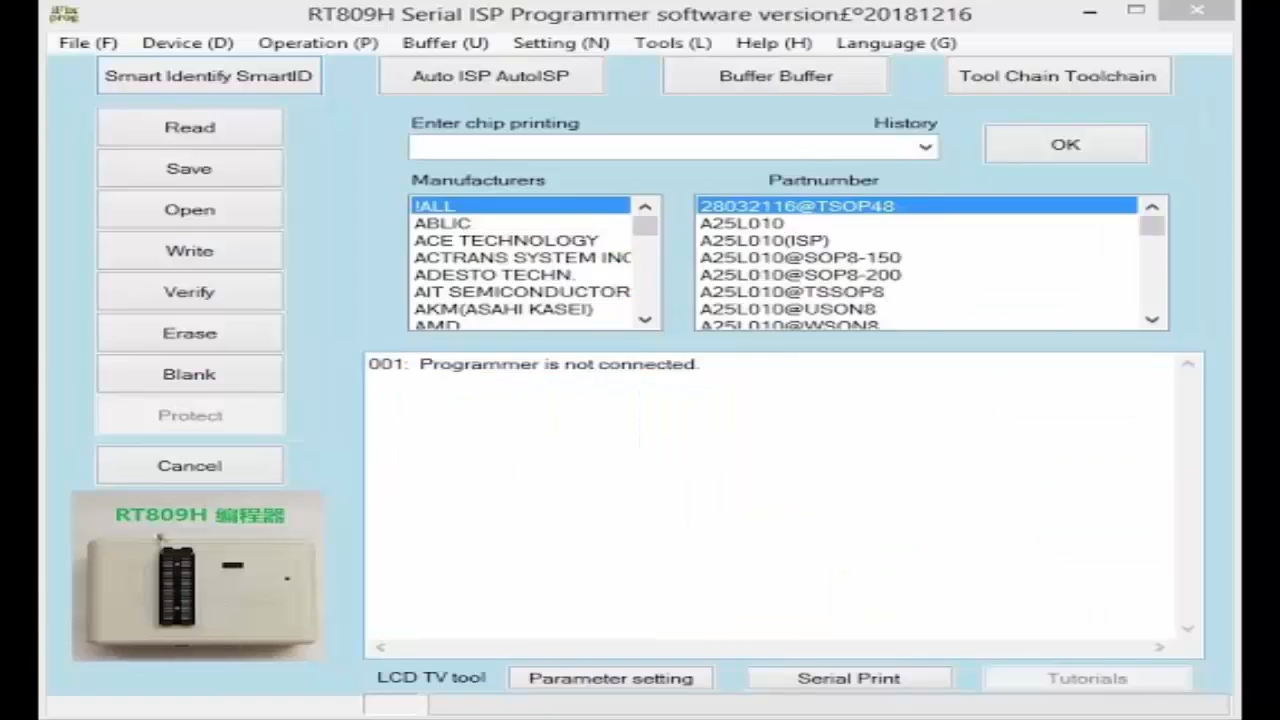 RT809H Serial ISP Programmer software version£º20181216
File (F) Device (D) Operation (P) Buffer (U) Setting (N) Tools (L) Help (H) Language (G)
Smart Identify SmartID
Auto ISP AutoISP
Buffer Buffer
Tool Chain Toolchain
Read
Save
Open
Write
Verify
Erase
Blank
Protect
Cancel
RT809H 编程器
Enter chip printing
History
OK
Manufacturers
!ALL
ABLIC
ACE TECHNOLOGY
ACTRANS SYSTEM INC
ADESTO TECHN.
AIT SEMICONDUCTOR
AKM(ASAHI KASEI)
AMD
Partnumber
28032116@TSOP48
A25L010
A25L010(ISP)
A25L010@SOP8-150
A25L010@SOP8-200
A25L010@TSSOP8
A25L010@USON8
A25L010@WSON8
001: Programmer is not connected.
LCD TV tool
Parameter setting
Serial Print
Tutorials